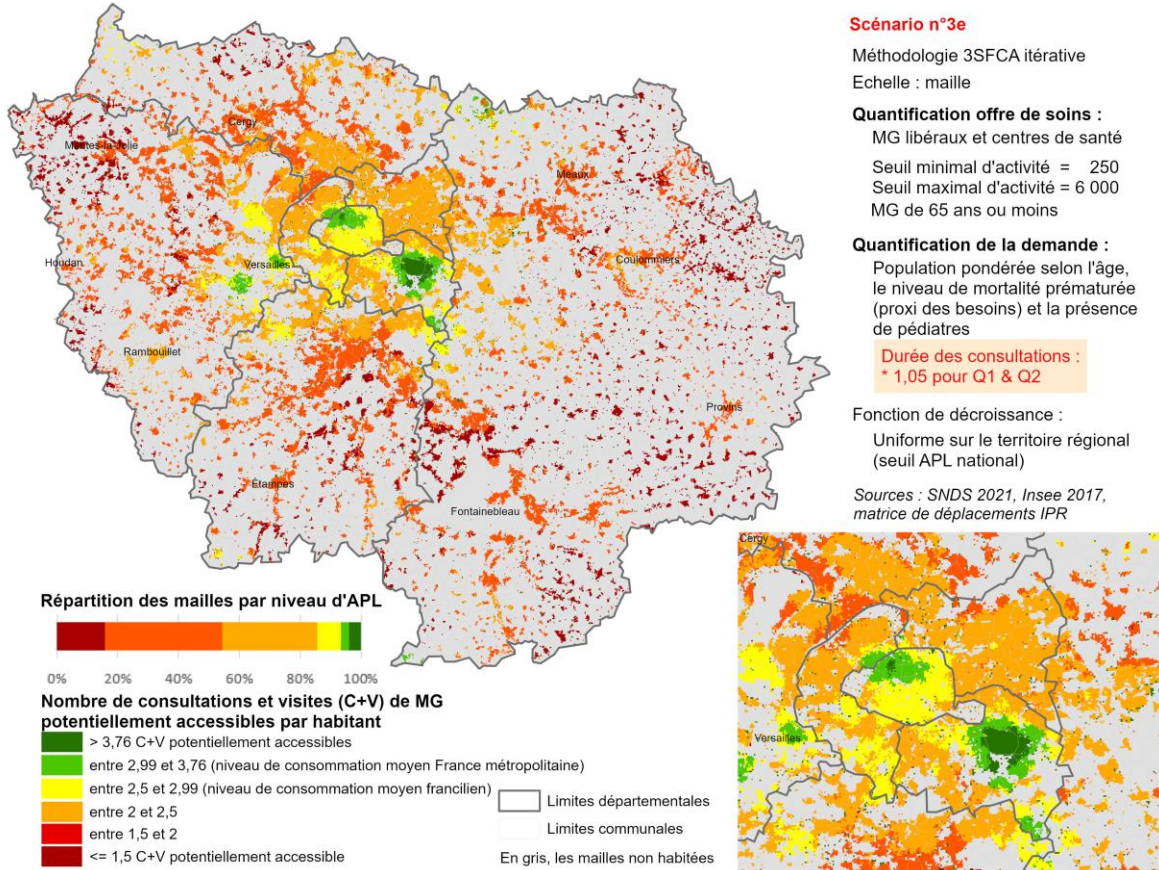 Scénario n°3e
Méthodologie 3SFCA itérative
Echelle : maille
Quantification offre de soins :
MG libéraux et centres de santé
Seuil minimal d'activité = 250
Seuil maximal d'activité = 6 000
MG de 65 ans ou moins
Quantification de la demande :
Population pondérée selon l'âge,
le niveau de mortalité prématurée
(proxi des besoins) et la présence
de pédiatres
Durée des consultations :
* 1,05 pour Q1 & Q2
Fonction de décroissance :
Uniforme sur le territoire régional
(seuil APL national)
Sources : SNDS 2021, Insee 2017,
matrice de déplacements IPR
Cergy
Mantes-la-Jolie
Meaux
Houdan
Versailles
Coulommiers
Rambouillet
Provins
Étampes
Fontainebleau
Répartition des mailles par niveau d'APL
0% 20% 40% 60% 80% 100%
Nombre de consultations et visites (C+V) de MG
potentiellement accessibles par habitant
> 3,76 C+V potentiellement accessibles
entre 2,99 et 3,76 (niveau de consommation moyen France métropolitaine)
entre 2,5 et 2,99 (niveau de consommation moyen francilien)
entre 2 et 2,5
entre 1,5 et 2
<= 1,5 C+V potentiellement accessible
Limites départementales
Limites communales
En gris, les mailles non habitées
Cergy
Versailles